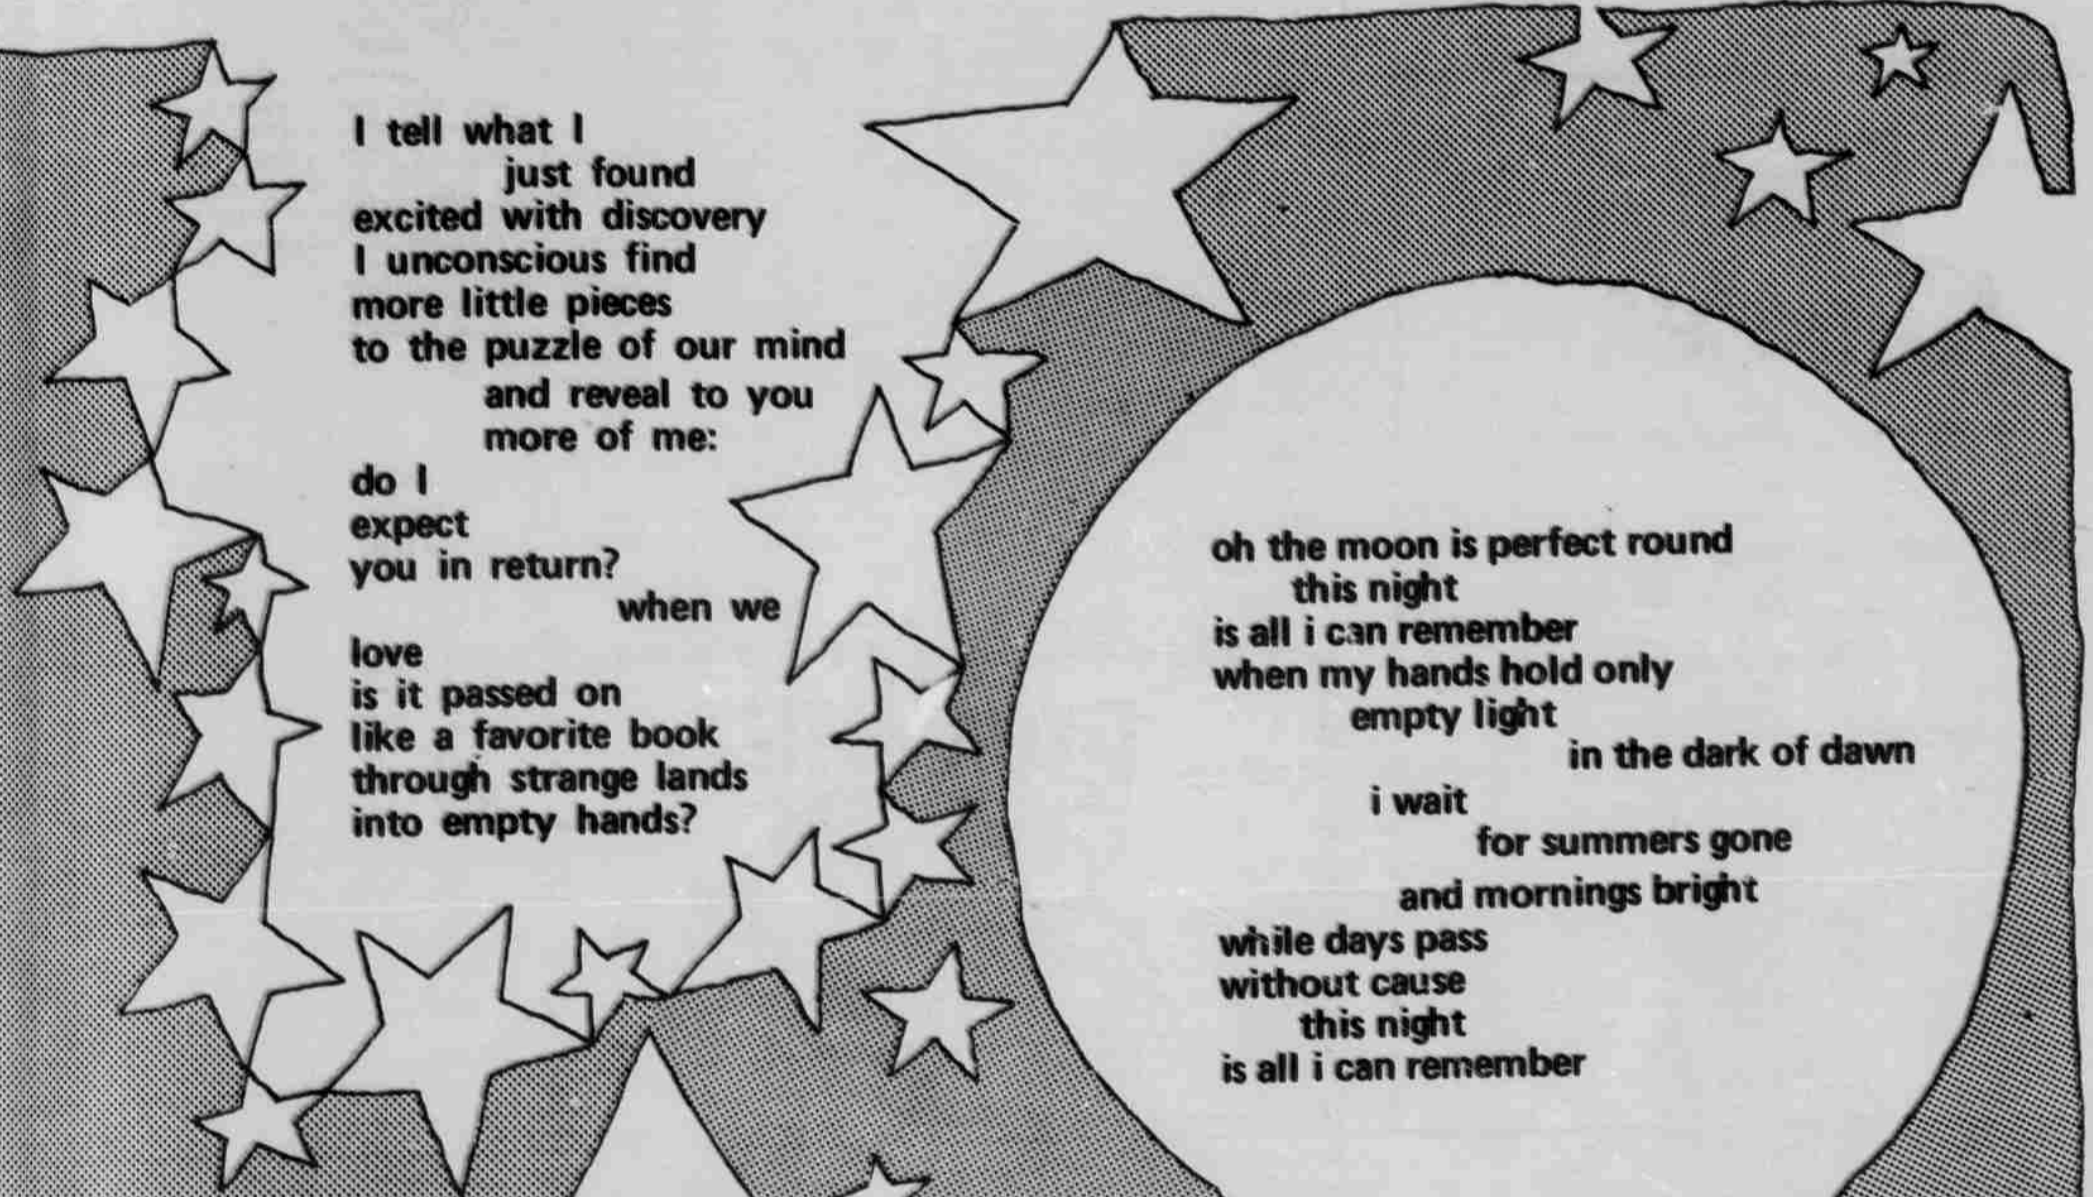 I tell what I
just found
excited with discovery
I unconscious find
more little pieces
to the puzzle of our mind
and reveal to you
more of me:
do I
expect
you in return?
when we
love
is it passed on
like a favorite book
through strange lands
into empty hands?
oh the moon is perfect round
this night
is all i can remember
when my hands hold only
empty light
in the dark of dawn
i wait
for summers gone
and mornings bright
while days pass
without cause
this night
is all i can remember